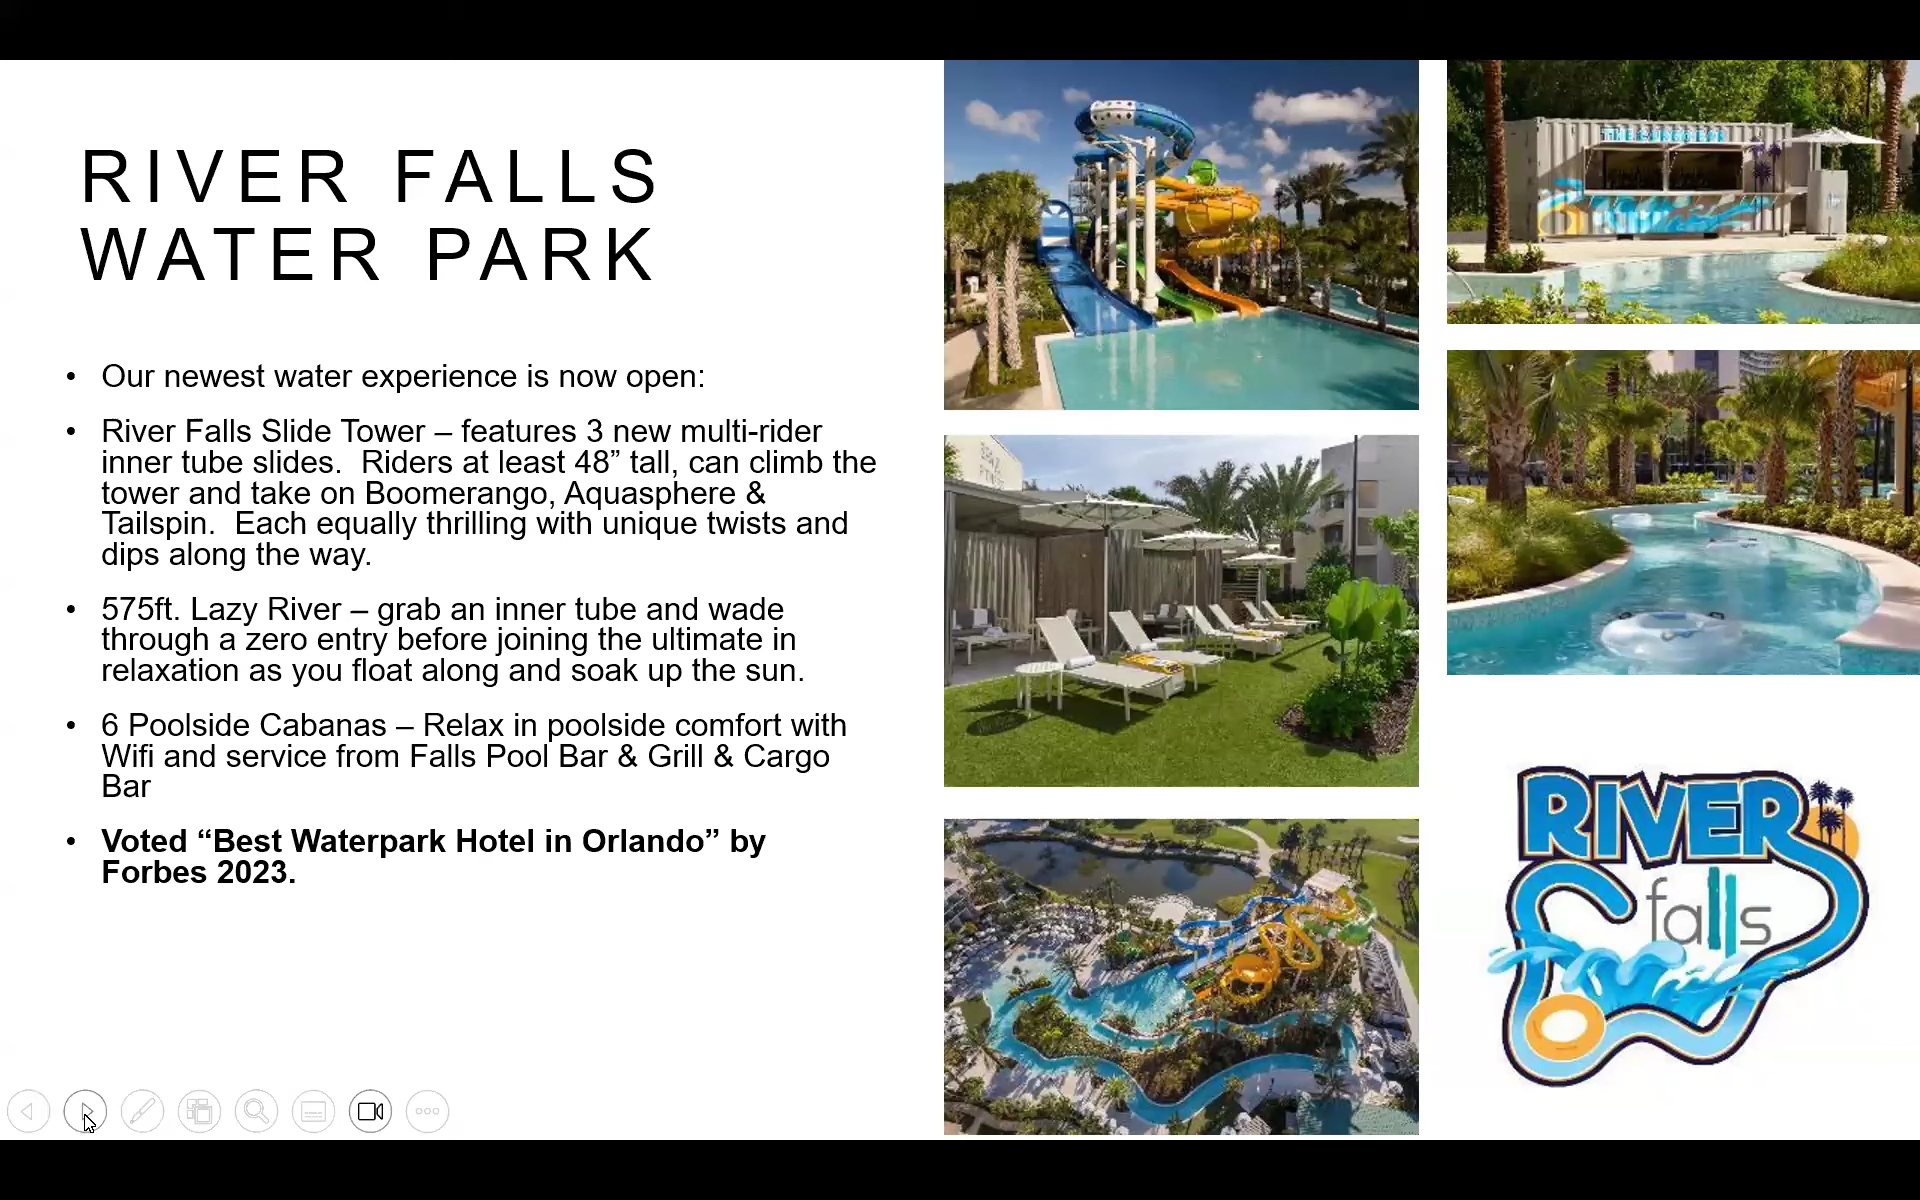 RIVER FALLS
WATER PARK
• Our newest water experience is now open:
• River Falls Slide Tower – features 3 new multi-rider
inner tube slides.  Riders at least 48” tall, can climb the
tower and take on Boomerango, Aquasphere &
Tailspin.  Each equally thrilling with unique twists and
dips along the way.
• 575ft. Lazy River – grab an inner tube and wade
through a zero entry before joining the ultimate in
relaxation as you float along and soak up the sun.
• 6 Poolside Cabanas – Relax in poolside comfort with
Wifi and service from Falls Pool Bar & Grill & Cargo
Bar
• Voted “Best Waterpark Hotel in Orlando” by
Forbes 2023.
THE CARGO BAR
RIVER
falls